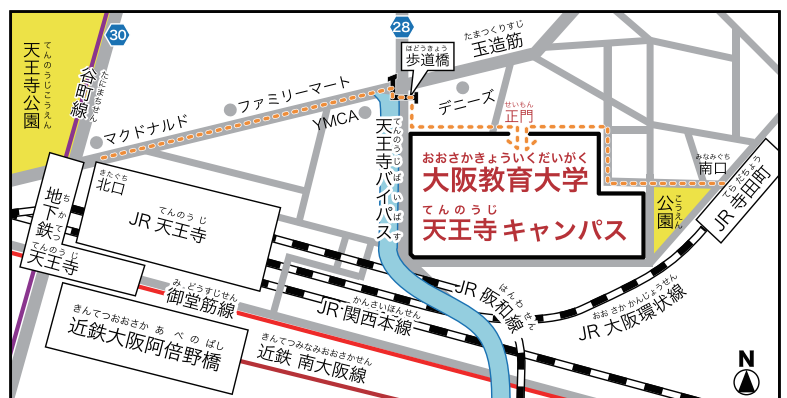 30
28
てんのうじこうえん
天王寺公園
たにまちせん
谷町線
マクドナルド
ファミリーマート
YMCA
ほどうきょう
歩道橋
たまつくりすじ
玉造筋
デニーズ
せいもん
正門
おおさかきょういくだいがく
大阪教育大学
てんのうじ
天王寺キャンパス
てんのうじばいぱす
天王寺バイパス
みなみぐち
南口
こうえん
公園
てらだちょう
JR 寺田町
きたぐち
北口
てんのうじ
JR 天王寺
ちかてつ
地下鉄
てんのうじ
天王寺
みどうすじせん
御堂筋線
きんてつおおさかあべのばし
近鉄大阪阿倍野橋
かんさいほんせん
JR 関西本線
きんてつみなみおおさかせん
近鉄 南大阪線
はんわせん
JR 阪和線
おおさかかんじょうせん
JR 大阪環状線
N